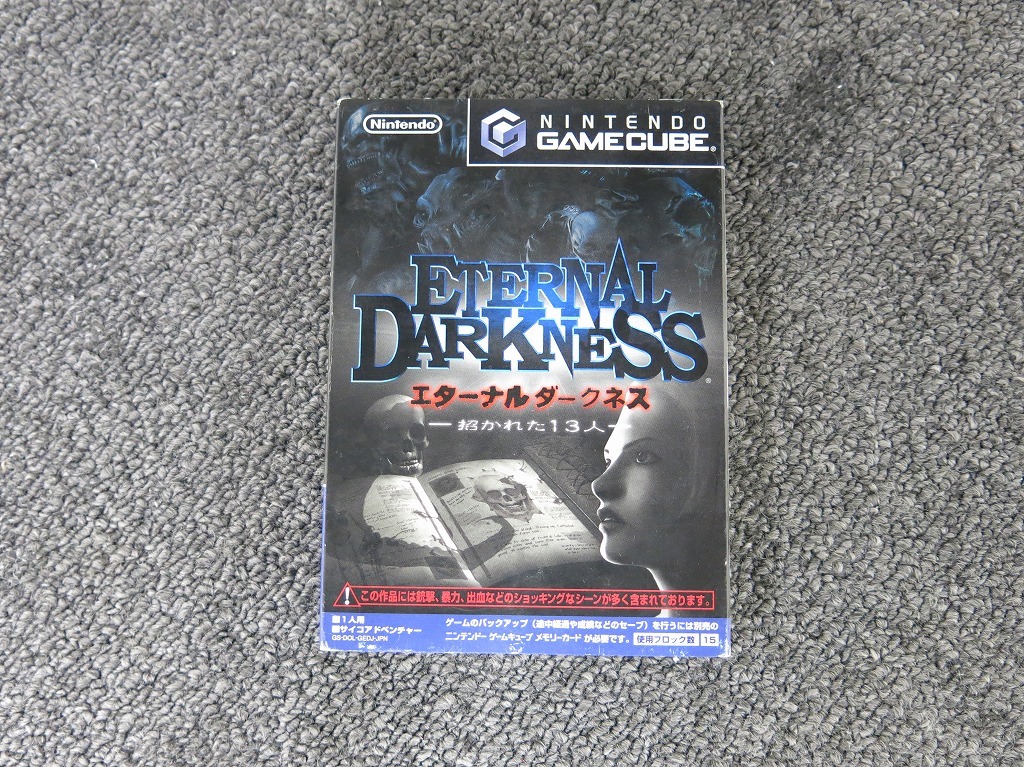 Nintendo
NINTENDO
GAMECUBE
ETERNAL
DARKNESS
エターナルダークネス
ー招かれた13人ー
この作品には銃撃、暴力、出血などのショッキングなシーンが多く含まれております。
■1人用
■サイコアドベンチャー
GS-DOL-GEDJ-JPN
ゲームのバックアップ（途中経過や成績などのセーブ）を行うには別売の
ニンテンドーゲームキューブ メモリーカードが必要です。 使用ブロック数 15